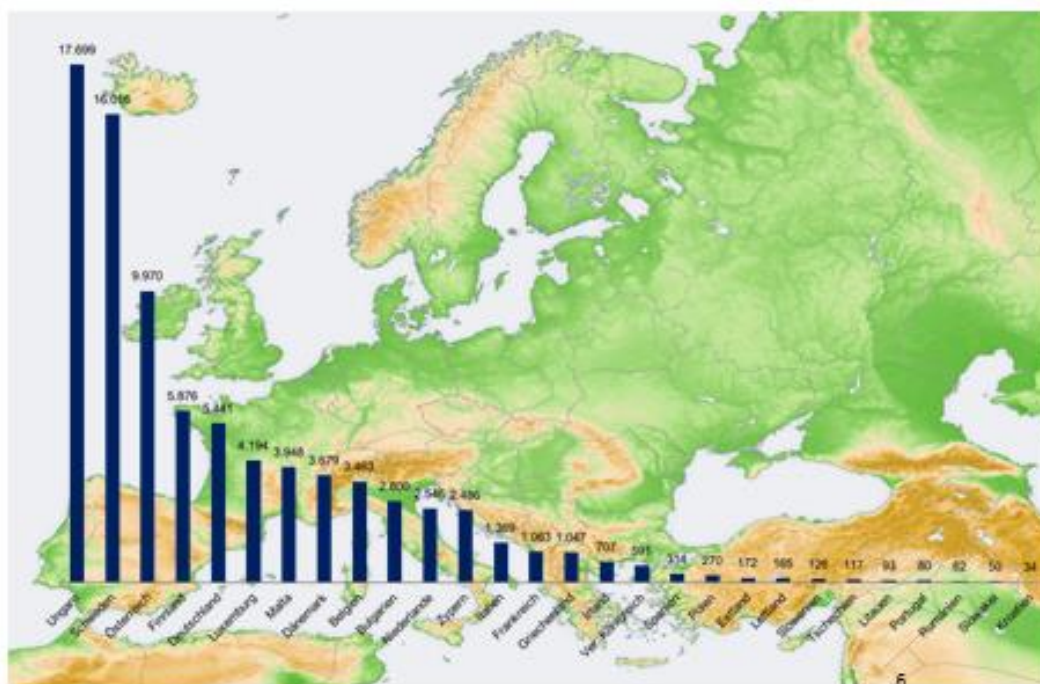 17.699
9.970
5.876
5.441
4.194
3.948
3.679
3.463
2.800
2.546
2.486
1.369
1.063
1.047
707
591
314
270
172
165
126
117
93
80
62
50
34
Ungarn
Schweden
Österreich
Finnland
Deutschland
Luxemburg
Malta
Dänemark
Belgien
Bulgarien
Niederlande
Zypern
Italien
Frankreich
Griechenland
Irland
Ver.Königreich
Spanien
Polen
Estland
Lettland
Slowenien
Tschechien
Litauen
Portugal
Rumänien
Slowakei
Kroatien
6